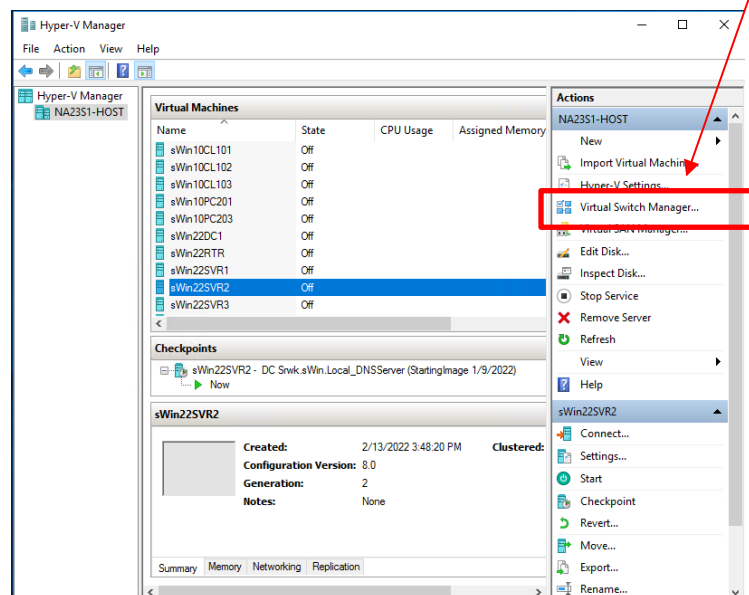 Hyper-V Manager
File Action View Help
Hyper-V Manager
NA23S1-HOST
Virtual Machines
Name State CPU Usage Assigned Memory
sWin10CL101 Off
sWin10CL102 Off
sWin10CL103 Off
sWin10PC201 Off
sWin10PC203 Off
sWin22DC1 Off
sWin22RTR Off
sWin22SVR1 Off
sWin22SVR2 Off
sWin22SVR3 Off
Checkpoints
sWin22SVR2 - DC Srwk.sWin.Local_DNSServer (StartingImage 1/9/2022)
Now
sWin22SVR2
Created: 2/13/2022 3:48:20 PM Clustered:
Configuration Version: 8.0
Generation: 2
Notes: None
Summary Memory Networking Replication
Actions
NA23S1-HOST
New
Import Virtual Machin
Hyper-V Settings...
Virtual Switch Manager...
Virtual SAN Manager...
Edit Disk...
Inspect Disk...
Stop Service
Remove Server
Refresh
View
Help
sWin22SVR2
Connect...
Settings...
Start
Checkpoint
Revert...
Move...
Export...
Rename...